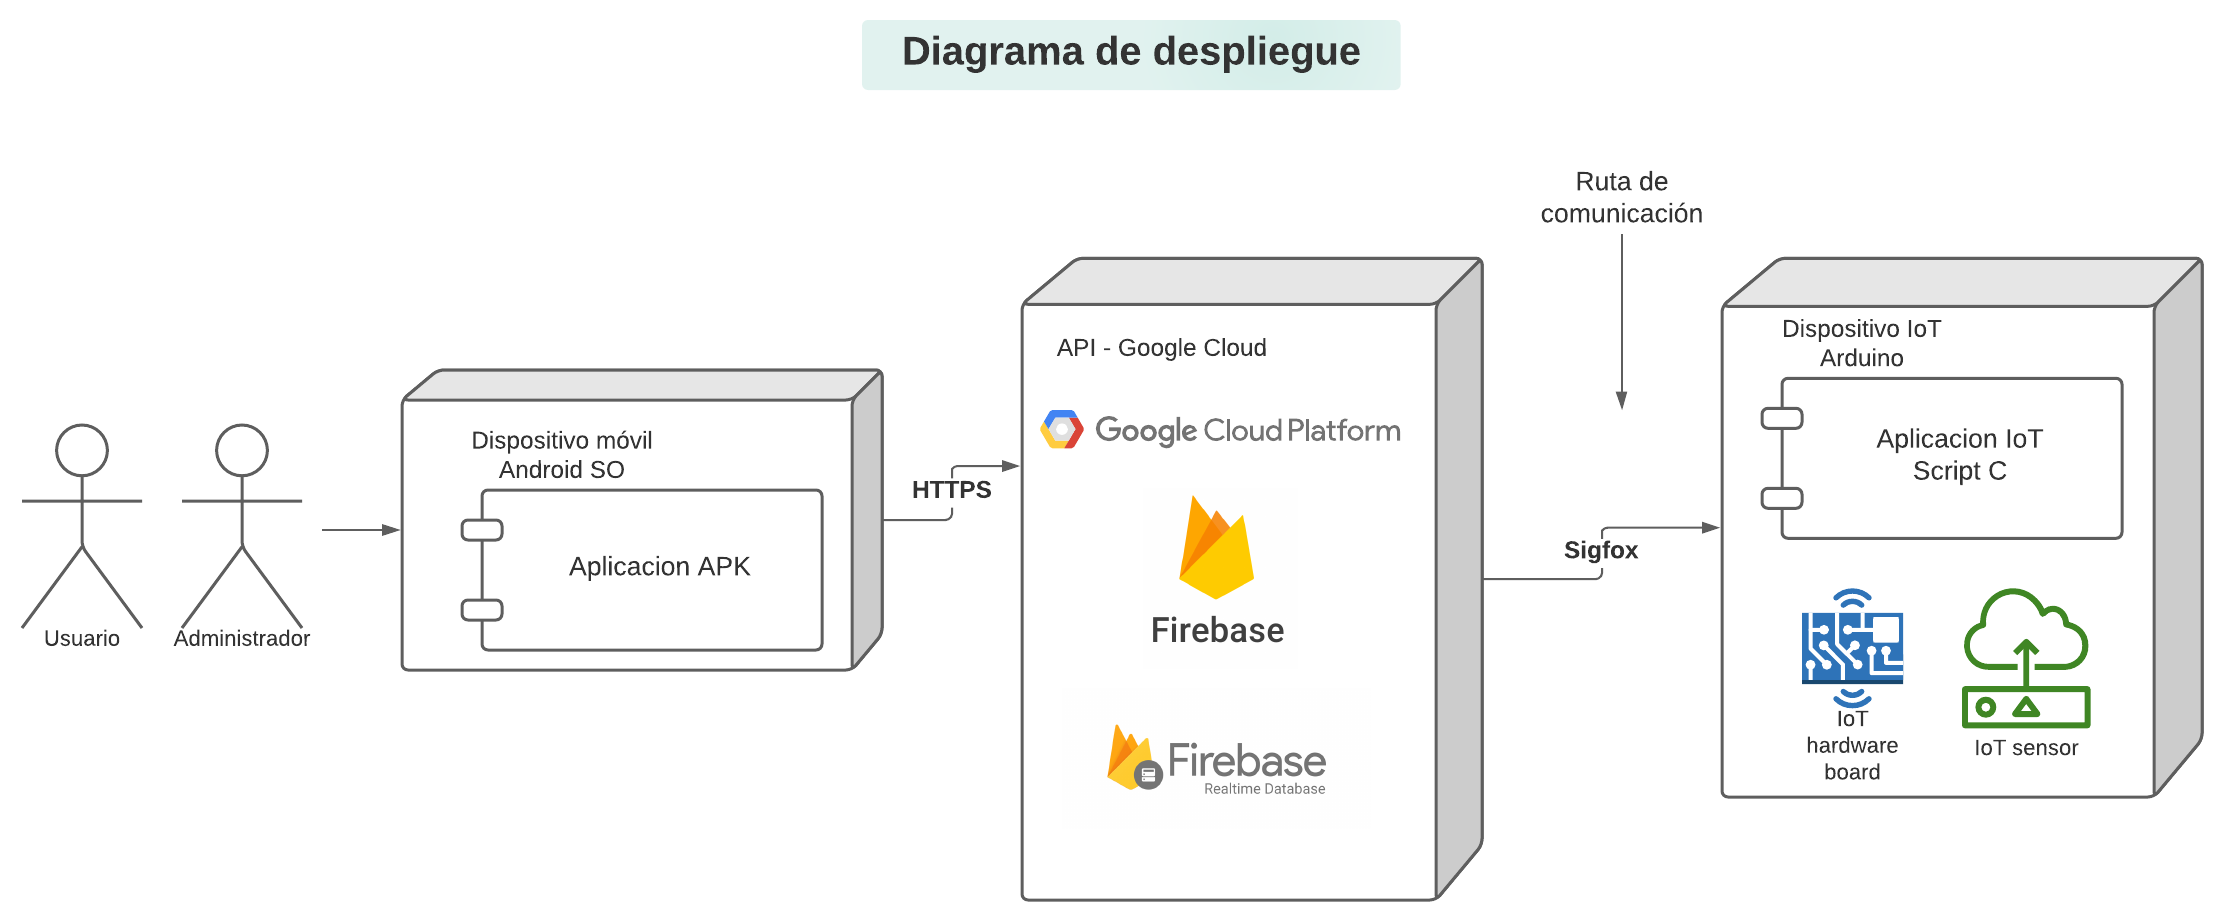 Diagrama de despliegue
Ruta de
comunicación
Usuario
Administrador
Dispositivo móvil
Android SO
Aplicacion APK
HTTPS
API - Google Cloud
Google Cloud Platform
Firebase
Firebase
Realtime Database
Sigfox
Dispositivo IoT
Arduino
Aplicacion IoT
Script C
IoT
hardware
board
IoT sensor